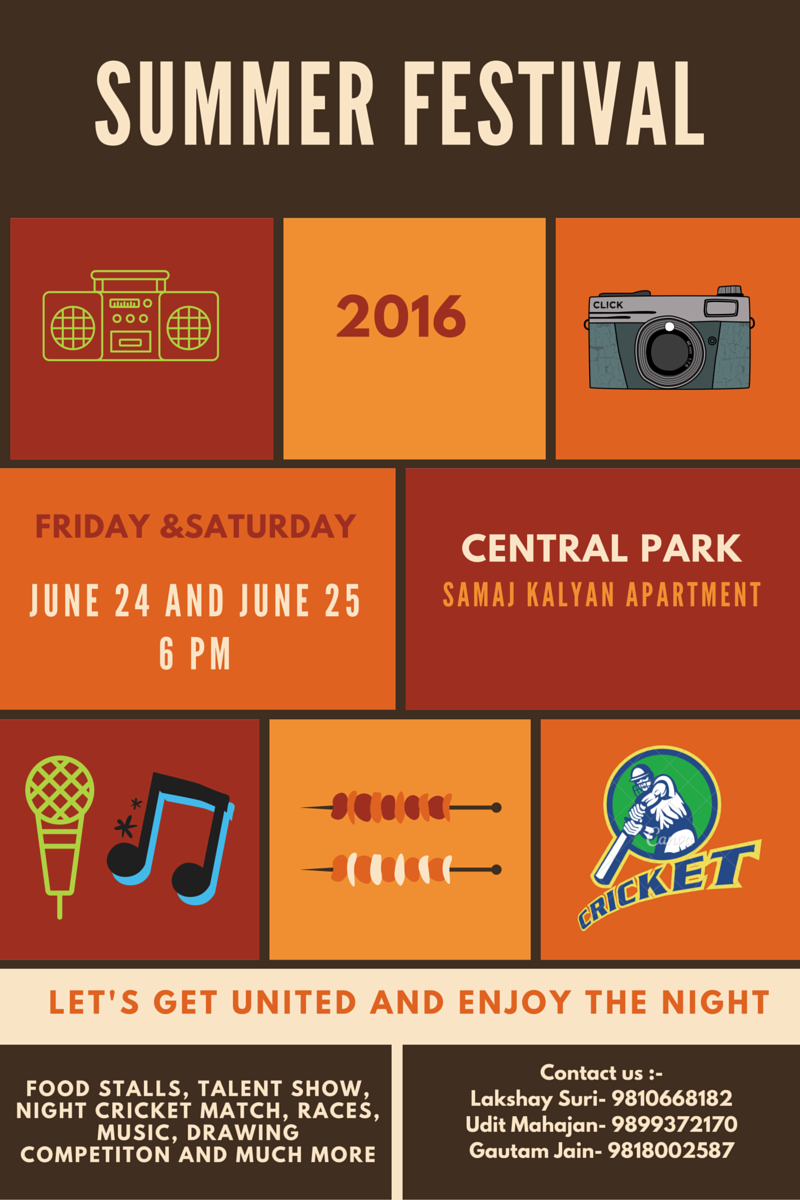 SUMMER FESTIVAL
2016
CLICK
FRIDAY &SATURDAY
JUNE 24 AND JUNE 25
6 PM
CENTRAL PARK
SAMAJ KALYAN APARTMENT
CRICKET
LET'S GET UNITED AND ENJOY THE NIGHT
FOOD STALLS, TALENT SHOW,
NIGHT CRICKET MATCH, RACES,
MUSIC, DRAWING
COMPETITON AND MUCH MORE
Contact us :-
Lakshay Suri- 9810668182
Udit Mahajan- 9899372170
Gautam Jain- 9818002587